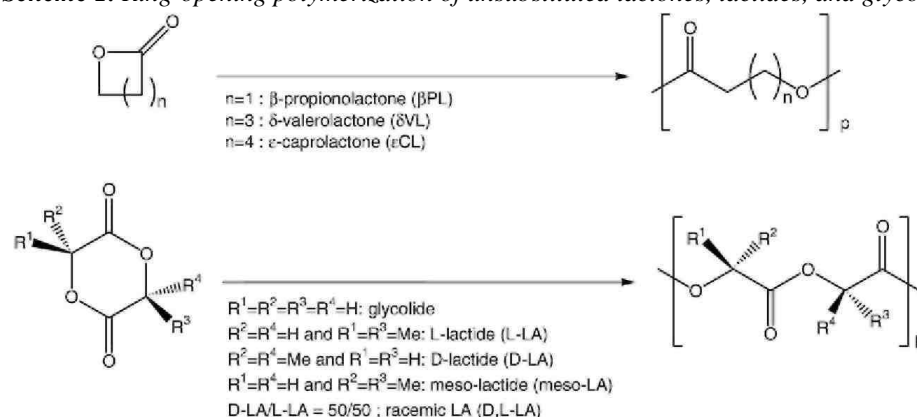 Scheme 1. Ring-opening polymerization of unsubstituted lactones, lactides, and glyco
O
O
n
n=1 : β-propionolactone (βPL)
n=3 : δ-valerolactone (δVL)
n=4 : ε-caprolactone (εCL)
O
n
O
p
O
R²
R¹
O
O
R⁴
R³
O
R¹=R²=R³=R⁴=H: glycolide
R²=R⁴=H and R¹=R³=Me: L-lactide (L-LA)
R²=R⁴=Me and R¹=R³=H: D-lactide (D-LA)
R¹=R⁴=H and R²=R³=Me: meso-lactide (meso-LA)
D-LA/L-LA = 50/50 ; racemic LA (D,L-LA)
R¹
R²
O
O
O
O
R⁴
R³